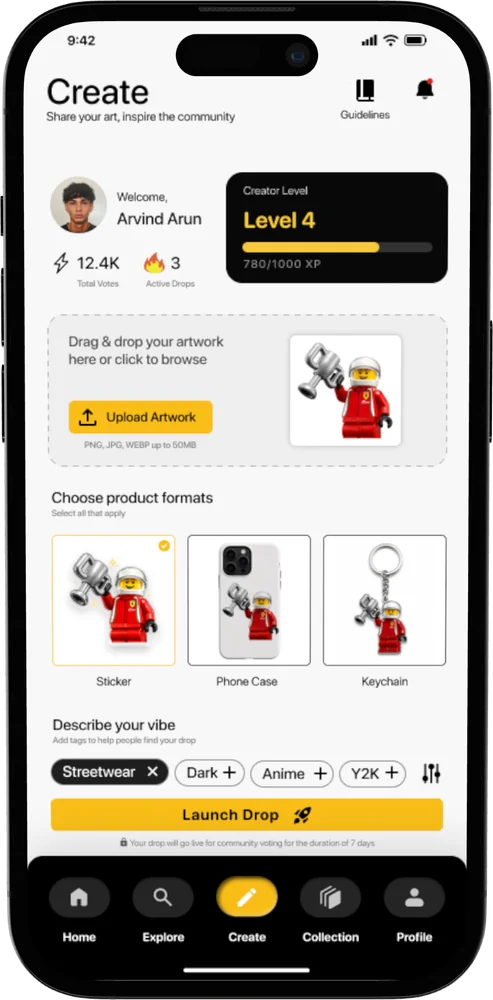 9:42
Create
Share your art, inspire the community
Guidelines
Welcome,
Arvind Arun
12.4K
Total Votes
3
Active Drops
Creator Level
Level 4
780/1000 XP
Drag & drop your artwork
here or click to browse
Upload Artwork
PNG, JPG, WEBP up to 50MB
Choose product formats
Select all that apply
Sticker
Phone Case
Keychain
Describe your vibe
Add tags to help people find your drop
Streetwear ✕
Dark +
Anime +
Y2K +
Launch Drop
Your drop will go live for community voting for the duration of 7 days
Home
Explore
Create
Collection
Profile